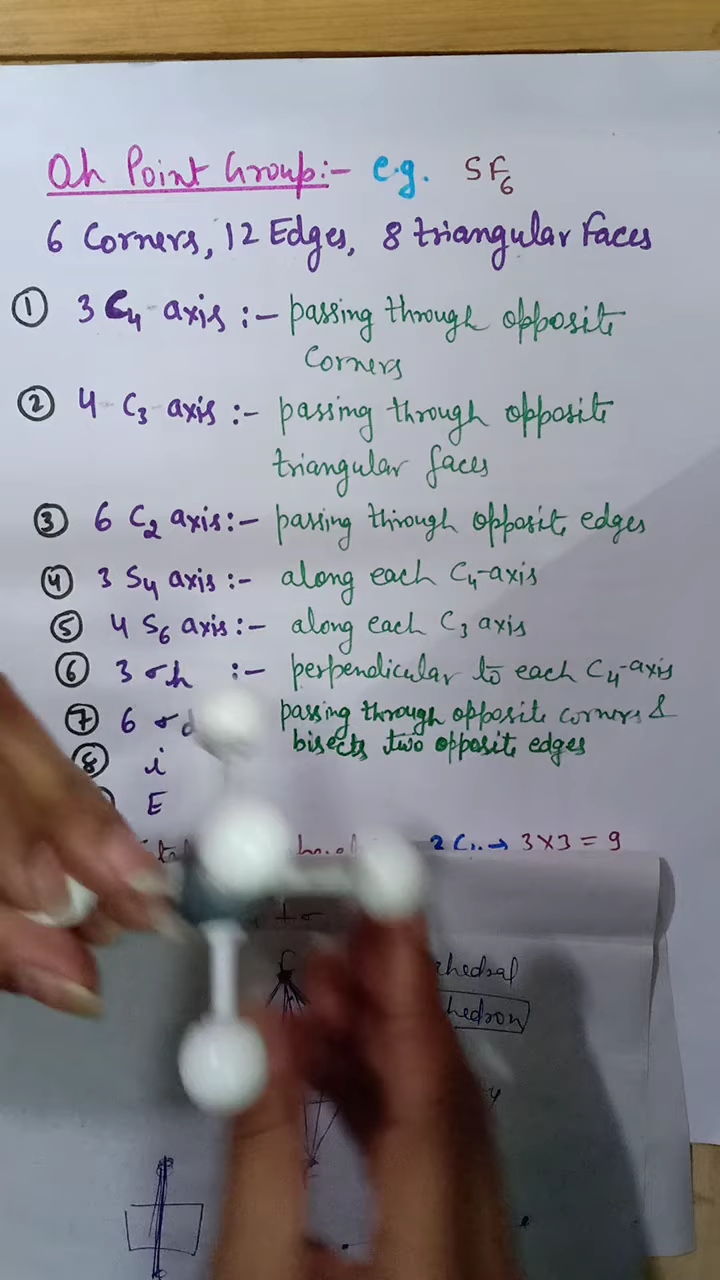 Oh Point Group:- e.g. SF6
6 Corners, 12 Edges, 8 triangular Faces
① 3 C4 axis :- passing through opposite
corners
② 4 C3 axis :- passing through opposite
triangular faces
③ 6 C2 axis:- passing through opposite edges
④ 3 S4 axis :- along each C4-axis
⑤ 4 S6 axis:- along each C3 axis
⑥ 3 σh :- perpendicular to each C4-axis
⑦ 6 σd passing through opposite corners &
bisects two opposite edges
⑧ i
E
3×3 = 9
hedral
hedron